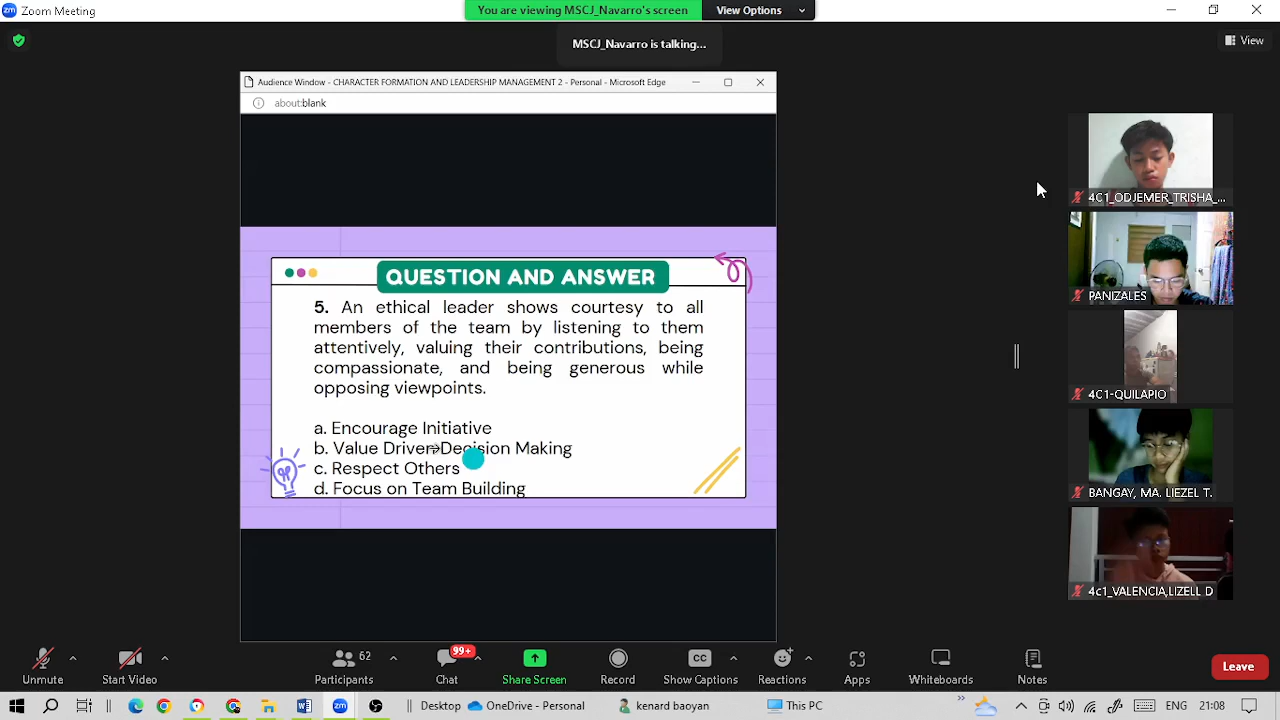 Zoom Meeting
You are viewing MSCJ_Navarro's screen
View Options
MSCJ_Navarro is talking...
View
Audience Window - CHARACTER FORMATION AND LEADERSHIP MANAGEMENT 2 - Personal - Microsoft Edge
about:blank
QUESTION AND ANSWER
5. An ethical leader shows courtesy to all
members of the team by listening to them
attentively, valuing their contributions, being
compassionate, and being generous while
opposing viewpoints.
a. Encourage Initiative
b. Value Driven Decision Making
c. Respect Others
d. Focus on Team Building
4C1_ODJEMER_TRISHA_...
PANIZALES
4C1-QUILAPIO
BANGAY, MA. LIEZEL T.
4c1_VALENCIA,LIZELL D
Unmute
Start Video
62
Participants
99+
Chat
Share Screen
Record
CC
Show Captions
Reactions
Apps
Whiteboards
Notes
Leave
Desktop
OneDrive - Personal
kenard baoyan
This PC
ENG
21:08